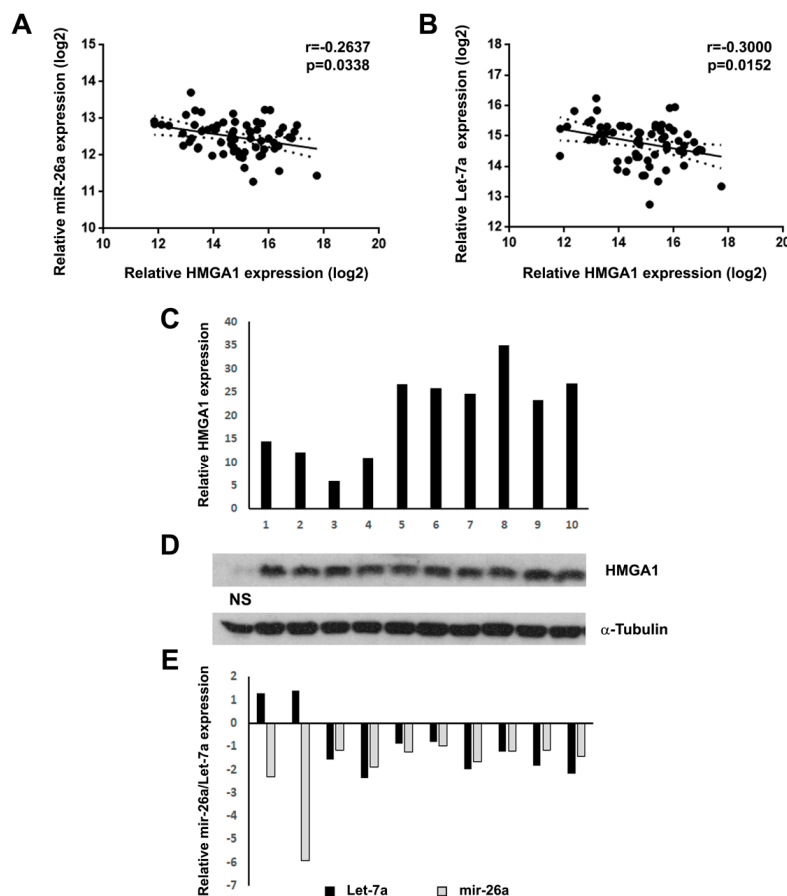 A
B
Relative miR-26a expression (log2)
15
14
13
12
11
10
r=-0.2637
p=0.0338
10 12 14 16 18 20
Relative HMGA1 expression (log2)
Relative Let-7a expression (log2)
18
17
16
15
14
13
12
r=-0.3000
p=0.0152
10 12 14 16 18 20
Relative HMGA1 expression (log2)
C
Relative HMGA1 expression
40
35
30
25
20
15
10
5
0
1 2 3 4 5 6 7 8 9 10
D
HMGA1
NS
α-Tubulin
E
Relative mir-26a/Let-7a expression
2
1
0
-1
-2
-3
-4
-5
-6
-7
Let-7a mir-26a